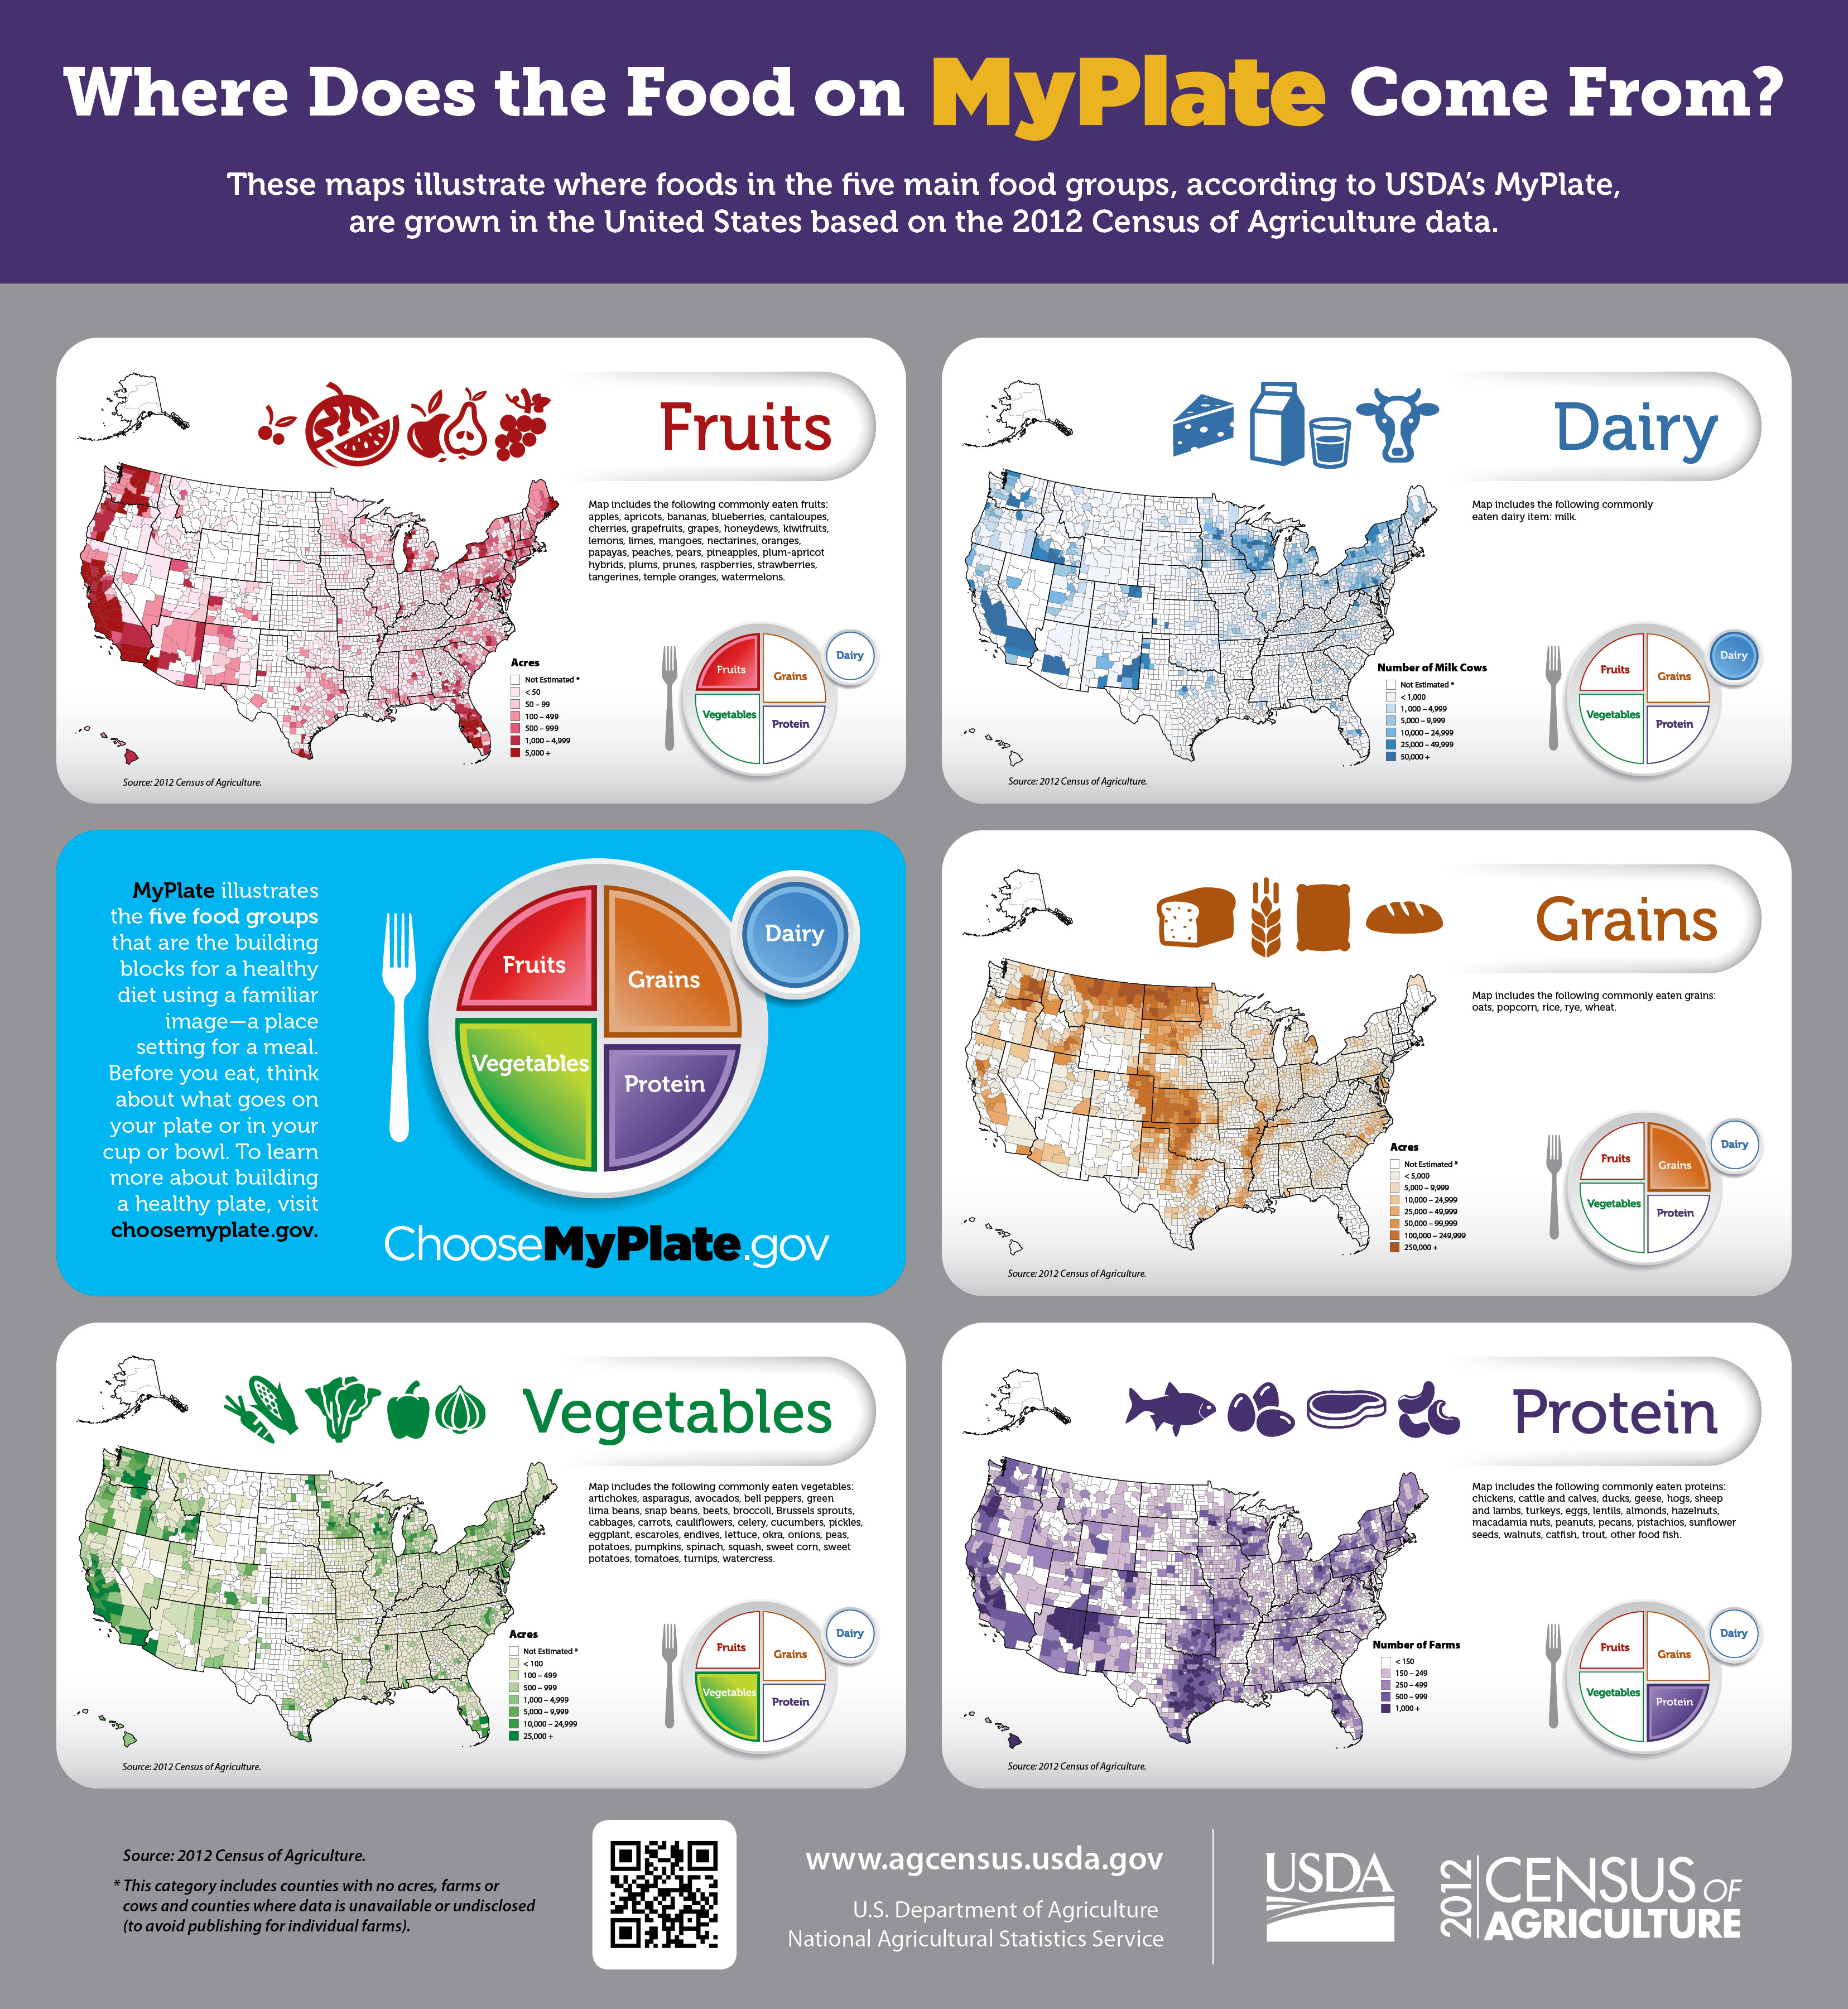 Where Does the Food on MyPlate Come From?
These maps illustrate where foods in the five main food groups, according to USDA's MyPlate,
are grown in the United States based on the 2012 Census of Agriculture data.
Fruits
Map includes the following commonly eaten fruits:
apples, apricots, bananas, blueberries, cantaloupes,
cherries, grapefruits, grapes, honeydews, kiwifruits,
lemons, limes, mangoes, nectarines, oranges,
papayas, peaches, pears, pineapples, plum-apricot
hybrids, plums, prunes, raspberries, strawberries,
tangerines, temple oranges, watermelons.
Acres
Not Estimated *
< 50
50 – 99
100 – 499
500 – 999
1,000 – 4,999
5,000 +
Fruits
Grains
Dairy
Vegetables
Protein
Source: 2012 Census of Agriculture.
Dairy
Map includes the following commonly
eaten dairy item: milk.
Number of Milk Cows
Not Estimated *
< 1,000
1,000 – 4,999
5,000 – 9,999
10,000 – 24,999
25,000 – 49,999
50,000 +
Fruits
Grains
Dairy
Vegetables
Protein
Source: 2012 Census of Agriculture.
MyPlate illustrates
the five food groups
that are the building
blocks for a healthy
diet using a familiar
image—a place
setting for a meal.
Before you eat, think
about what goes on
your plate or in your
cup or bowl. To learn
more about building
a healthy plate, visit
choosemyplate.gov.
Fruits
Grains
Dairy
Vegetables
Protein
ChooseMyPlate.gov
Grains
Map includes the following commonly eaten grains:
oats, popcorn, rice, rye, wheat.
Acres
Not Estimated *
< 5,000
5,000 – 9,999
10,000 – 24,999
25,000 – 49,999
50,000 – 99,999
100,000 – 249,999
250,000 +
Fruits
Grains
Dairy
Vegetables
Protein
Source: 2012 Census of Agriculture.
Vegetables
Map includes the following commonly eaten vegetables:
artichokes, asparagus, avocados, bell peppers, green
lima beans, snap beans, beets, broccoli, Brussels sprouts,
cabbages, carrots, cauliflowers, celery, cucumbers, pickles,
eggplant, escaroles, endives, lettuce, okra, onions, peas,
potatoes, pumpkins, spinach, squash, sweet corn, sweet
potatoes, tomatoes, turnips, watercress.
Acres
Not Estimated *
< 100
100 – 499
500 – 999
1,000 – 4,999
5,000 – 9,999
10,000 – 24,999
25,000 +
Fruits
Grains
Dairy
Vegetables
Protein
Source: 2012 Census of Agriculture.
Protein
Map includes the following commonly eaten proteins:
chickens, cattle and calves, ducks, geese, hogs, sheep
and lambs, turkeys, eggs, lentils, almonds, hazelnuts,
macadamia nuts, peanuts, pecans, pistachios, sunflower
seeds, walnuts, catfish, trout, other food fish.
Number of Farms
< 150
150 – 249
250 – 499
500 – 999
1,000 +
Fruits
Grains
Dairy
Vegetables
Protein
Source: 2012 Census of Agriculture.
Source: 2012 Census of Agriculture.
* This category includes counties with no acres, farms or
cows and counties where data is unavailable or undisclosed
(to avoid publishing for individual farms).
www.agcensus.usda.gov
U.S. Department of Agriculture
National Agricultural Statistics Service
USDA
2012 CENSUS OF
AGRICULTURE